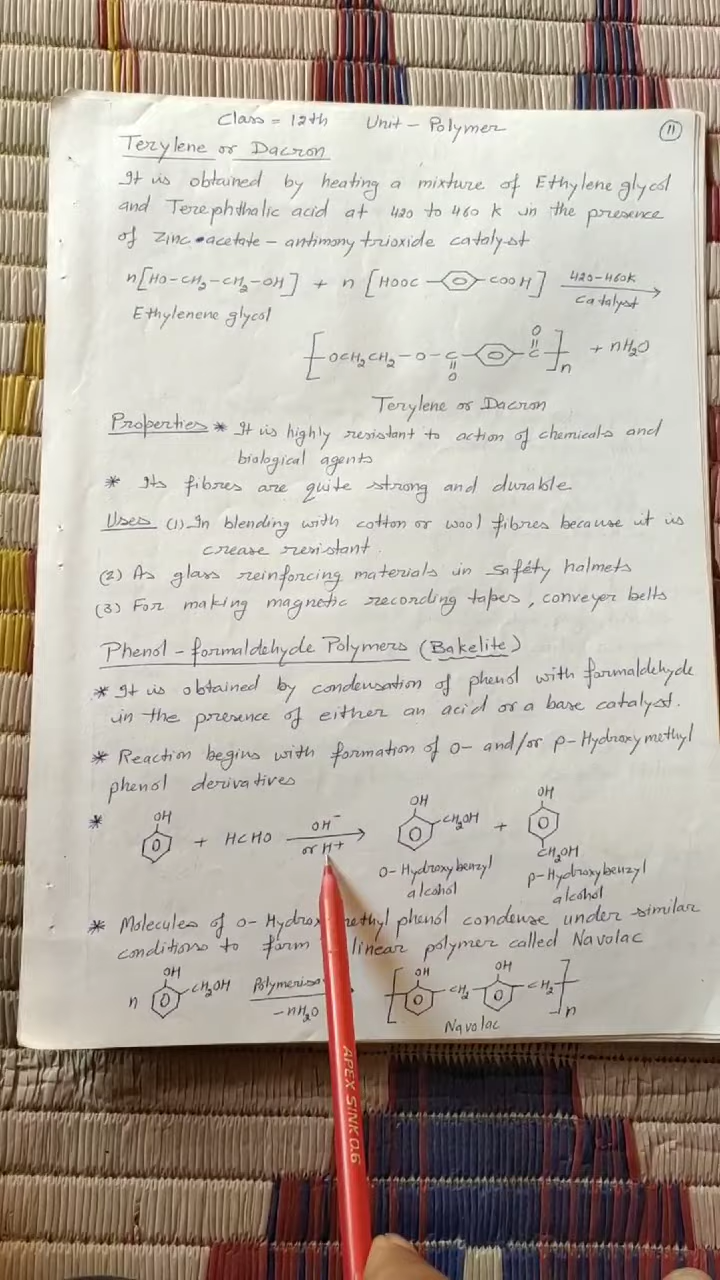 Class = 12th Unit - Polymer
11
Terylene or Dacron
It is obtained by heating a mixture of Ethylene glycol
and Terephthalic acid at 420 to 460 K in the presence
of Zinc acetate - antimony trioxide catalyst
n[HO-CH₂-CH₂-OH] + n [HOOC - -COOH] 420-460K
Catalyst
Ethylenene glycol
[OCH₂CH₂-O-C- -C]n + nH₂O
O
O
Terylene or Dacron
Properties * It is highly resistant to action of chemicals and
biological agents
* Its fibres are quite strong and durable
Uses (1) In blending with cotton or wool fibres because it is
crease resistant.
(2) As glass reinforcing materials in safety halmets
(3) For making magnetic recording tapes, conveyer belts
Phenol - formaldehyde Polymers (Bakelite)
* It is obtained by condensation of phenol with formaldehyde
in the presence of either an acid or a base catalyst.
* Reaction begins with formation of O- and/or p-Hydroxymethyl
phenol derivatives
*
OH + HCHO OH⁻ or H+ OH CH₂OH + OH CH₂OH
O-Hydroxybenzyl alcohol
p-Hydroxybenzyl alcohol
* Molecules of O-Hydrox methyl phenol condense under similar
conditions to form linear polymer called Navolac
n OH CH₂OH -nH₂O [OH -CH₂- OH -CH₂-]n
Navolac
APEX SINK 0.6